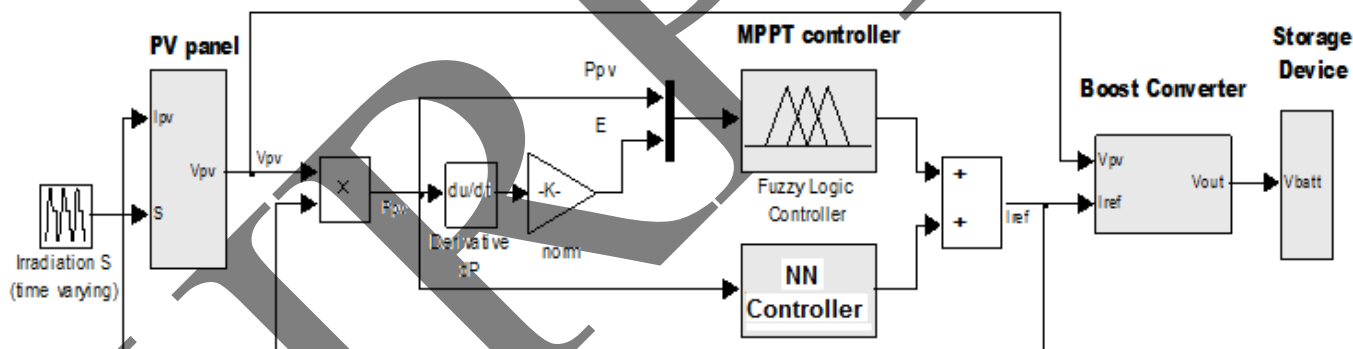 PV panel
MPPT controller
Storage
Device
Boost Converter
Ppv
E
Ipv
Vpv
S
Vpv
×
Ppv
du/dt
Derivative
dP
-K-
norm
Fuzzy Logic
Controller
NN
Controller
+
+
Iref
Vpv
Iref
Vout
Vbatt
Irradiation S
(time varying)